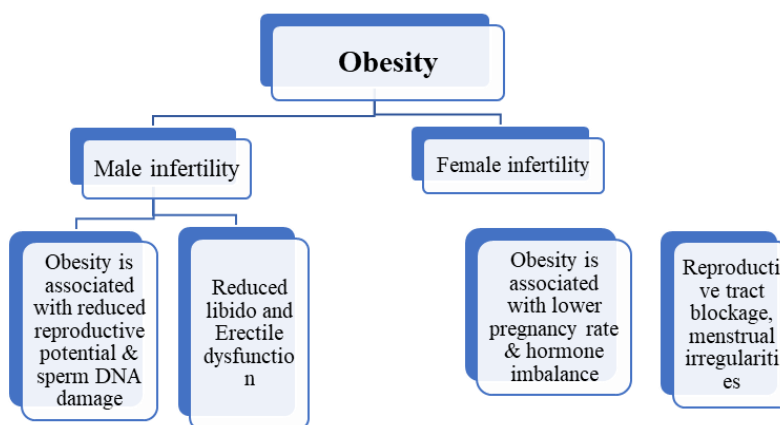 Obesity
Male infertility
Female infertility
Obesity is
associated
with reduced
reproductive
potential &
sperm DNA
damage
Reduced
libido and
Erectile
dysfunctio
n
Obesity is
associated
with lower
pregnancy rate
& hormone
imbalance
Reproducti
ve tract
blockage,
menstrual
irregulariti
es